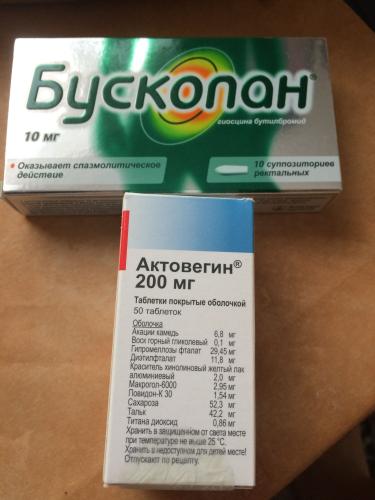 Бускопан®
гиосцина бутилбромид
10 мг
• Оказывает спазмолитическое
действие
10 суппозиториев
ректальных
Актовегин®
200 мг
Таблетки покрытые оболочкой
50 таблеток
Оболочка
Акации камедь 6,8 мг
Воск горный гликолевый 0,1 мг
Гипромеллозы фталат 29,45 мг
Диэтилфталат 11,8 мг
Краситель хинолиновый желтый лак
алюминиевый 2,0 мг
Макрогол-6000 2,95 мг
Повидон-К 30 1,54 мг
Сахароза 52,3 мг
Тальк 42,2 мг
Титана диоксид 0,86 мг
Хранить в защищенном от света месте
при температуре не выше 25 °C.
Хранить в недоступном для детей месте!
Отпускают по рецепту.